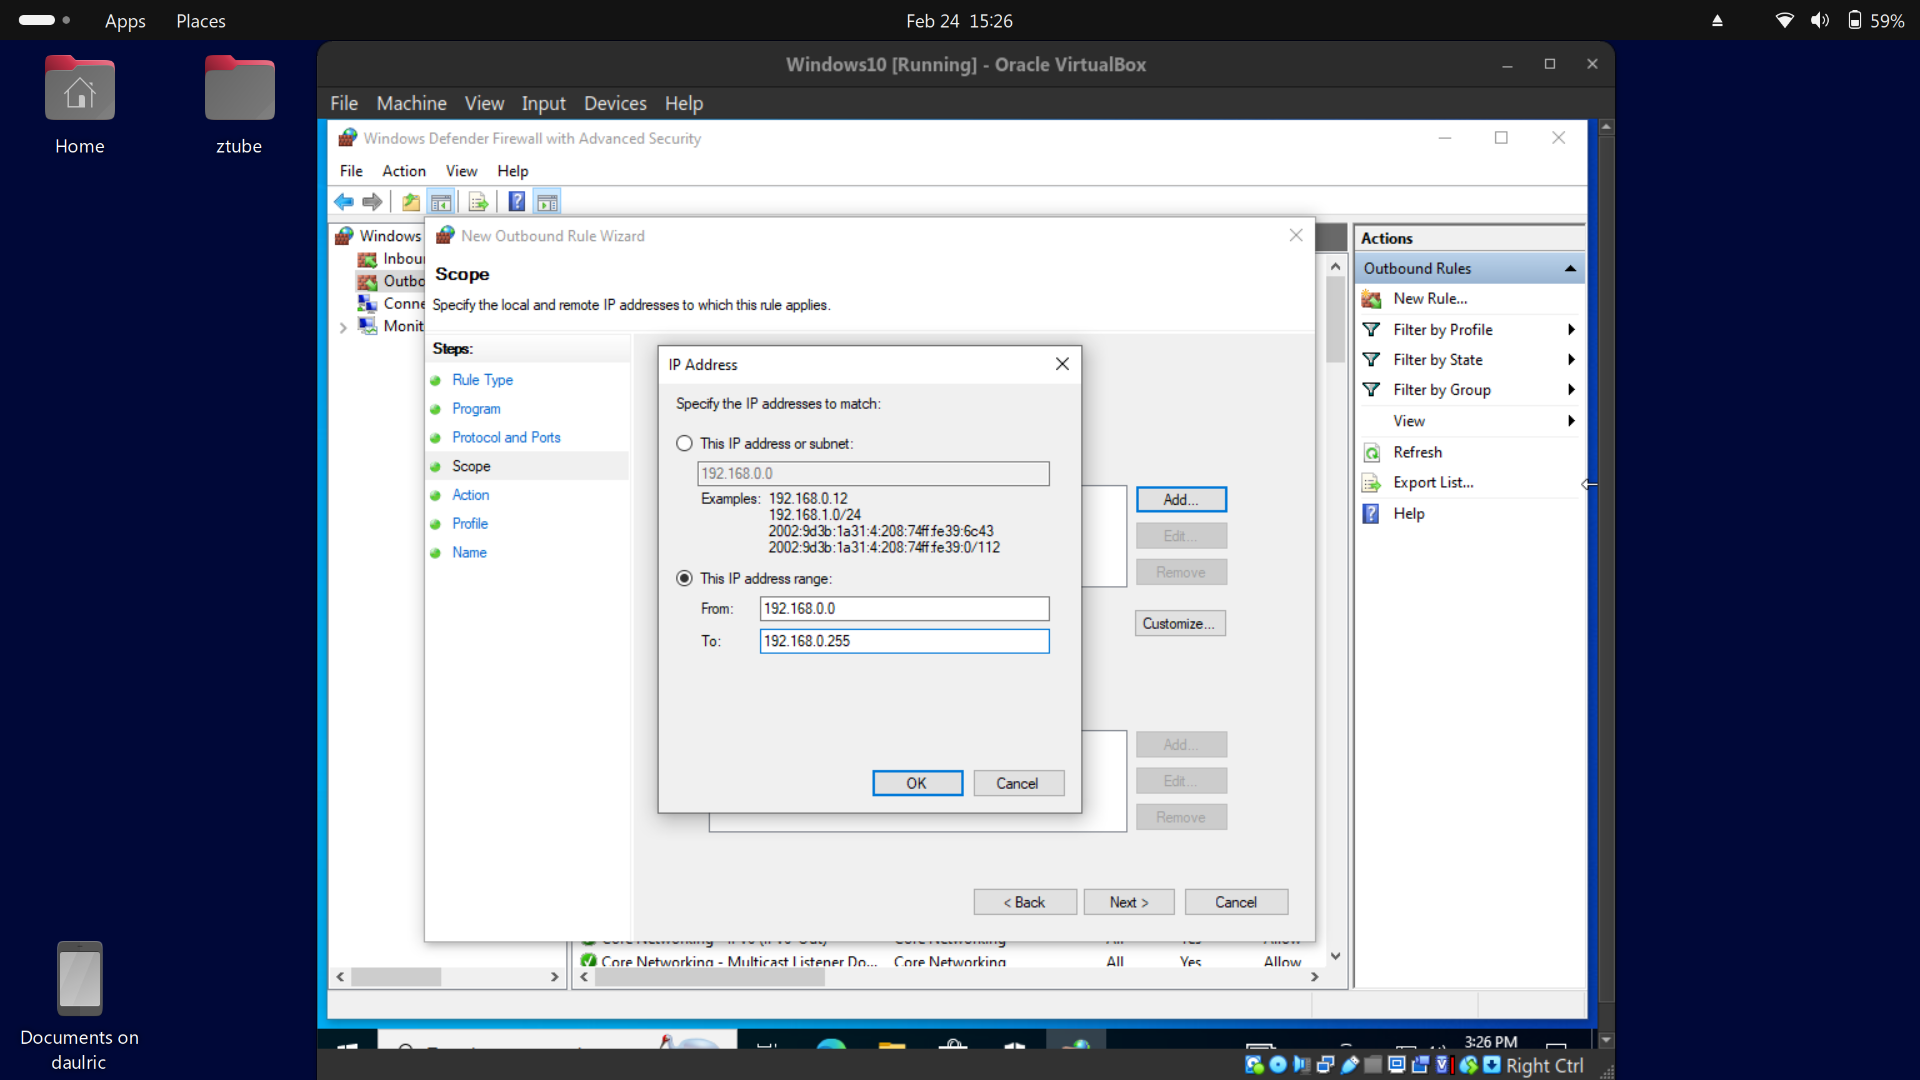 Apps Places Feb 24 15:26 59%
Home
ztube
Windows10 [Running] - Oracle VirtualBox
File Machine View Input Devices Help
Windows Defender Firewall with Advanced Security
File Action View Help
Windows
Inbou
Outbo
Conne
Monit
New Outbound Rule Wizard
Scope
Specify the local and remote IP addresses to which this rule applies.
Steps:
Rule Type
Program
Protocol and Ports
Scope
Action
Profile
Name
IP Address
Specify the IP addresses to match:
This IP address or subnet:
192.168.0.0
Examples: 192.168.0.12
192.168.1.0/24
2002:9d3b:1a31:4:208:74ff:fe39:6c43
2002:9d3b:1a31:4:208:74ff:fe39:0/112
This IP address range:
From: 192.168.0.0
To: 192.168.0.255
OK Cancel
Add...
Edit...
Remove
Customize...
Add...
Edit...
Remove
< Back Next > Cancel
Core Networking - Multicast Listener Do... Core Networking All Yes Allow
Actions
Outbound Rules
New Rule...
Filter by Profile
Filter by State
Filter by Group
View
Refresh
Export List...
Help
3:26 PM
Right Ctrl
Documents on
daulric